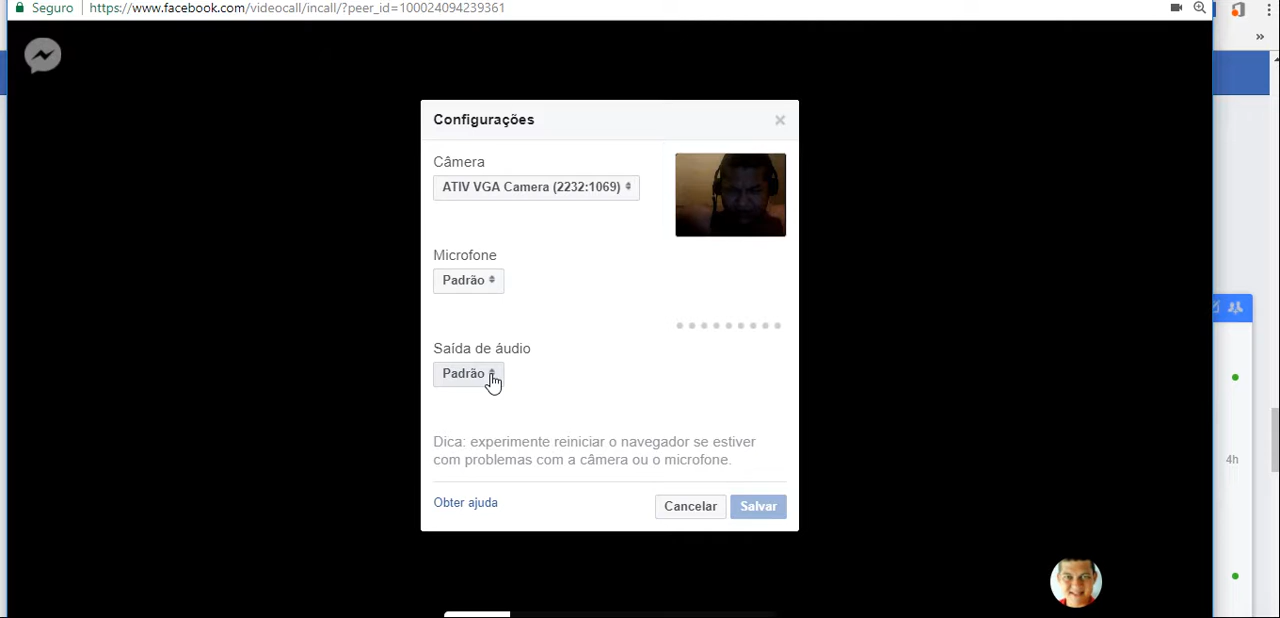 Seguro
https://www.facebook.com/videocall/incall/?peer_id=100024094239361
Configurações
Câmera
ATIV VGA Camera (2232:1069)
Microfone
Padrão
Saída de áudio
Padrão
Dica: experimente reiniciar o navegador se estiver
com problemas com a câmera ou o microfone.
Obter ajuda
Cancelar
Salvar
4h